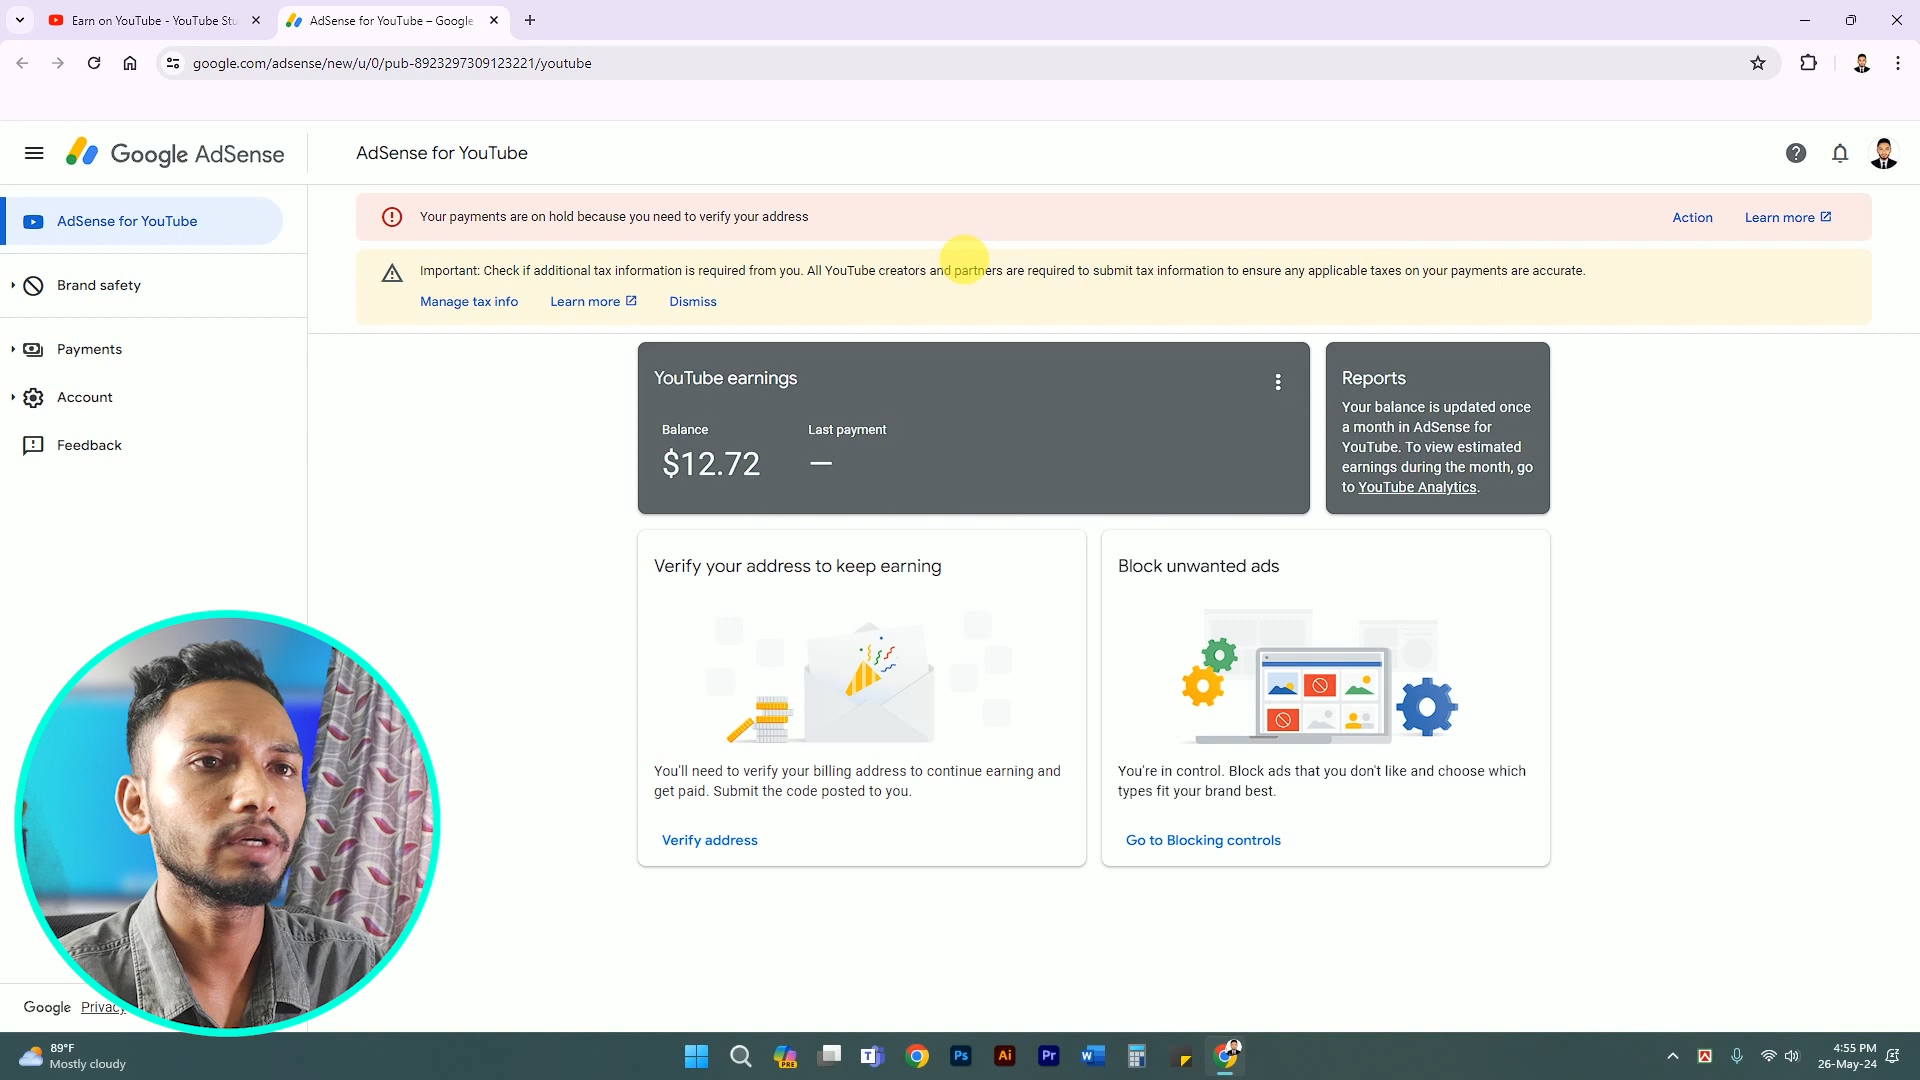 Earn on YouTube - YouTube Stu
AdSense for YouTube – Google
google.com/adsense/new/u/0/pub-8923297309123221/youtube
Google AdSense
AdSense for YouTube
AdSense for YouTube
Brand safety
Payments
Account
Feedback
Your payments are on hold because you need to verify your address
Action
Learn more
Important: Check if additional tax information is required from you. All YouTube creators and partners are required to submit tax information to ensure any applicable taxes on your payments are accurate.
Manage tax info
Learn more
Dismiss
YouTube earnings
Balance
Last payment
$12.72
—
Reports
Your balance is updated once
a month in AdSense for
YouTube. To view estimated
earnings during the month, go
to YouTube Analytics.
Verify your address to keep earning
You'll need to verify your billing address to continue earning and
get paid. Submit the code posted to you.
Verify address
Block unwanted ads
You're in control. Block ads that you don't like and choose which
types fit your brand best.
Go to Blocking controls
Google
Privacy
89°F
Mostly cloudy
PRE
Ps
Ai
Pr
W
4:55 PM
26-May-24